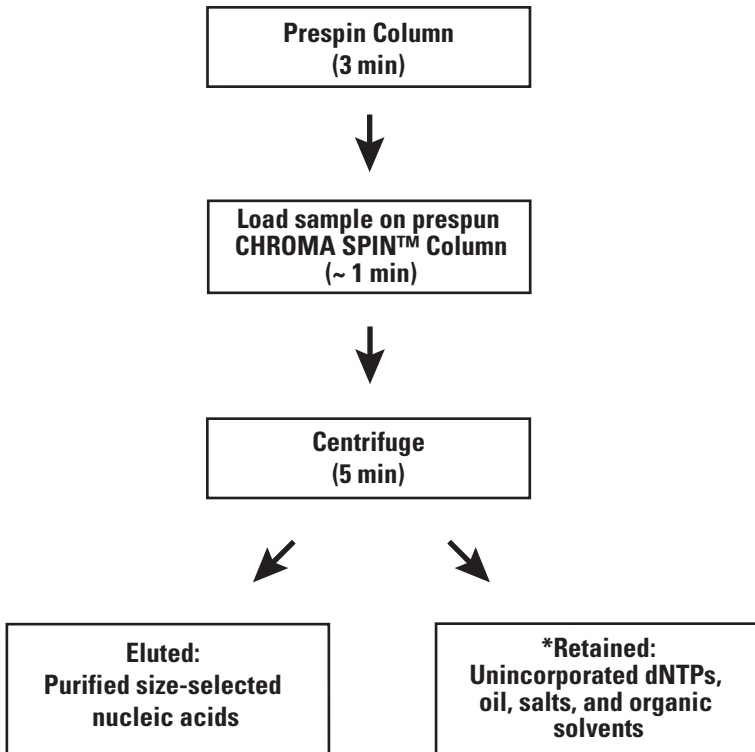 Prespin Column
(3 min)
Load sample on prespun
CHROMA SPIN™ Column
(~ 1 min)
Centrifuge
(5 min)
Eluted:
Purified size-selected
nucleic acids
*Retained:
Unincorporated dNTPs,
oil, salts, and organic
solvents